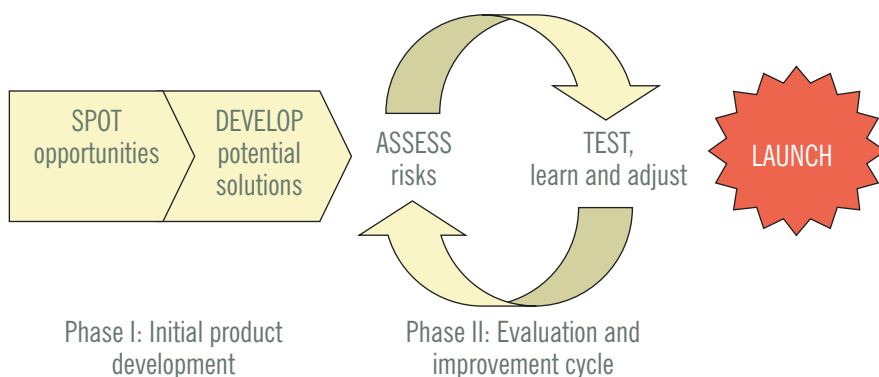 SPOT
opportunities
DEVELOP
potential
solutions
ASSESS
risks
TEST,
learn and adjust
LAUNCH
Phase I: Initial product
development
Phase II: Evaluation and
improvement cycle